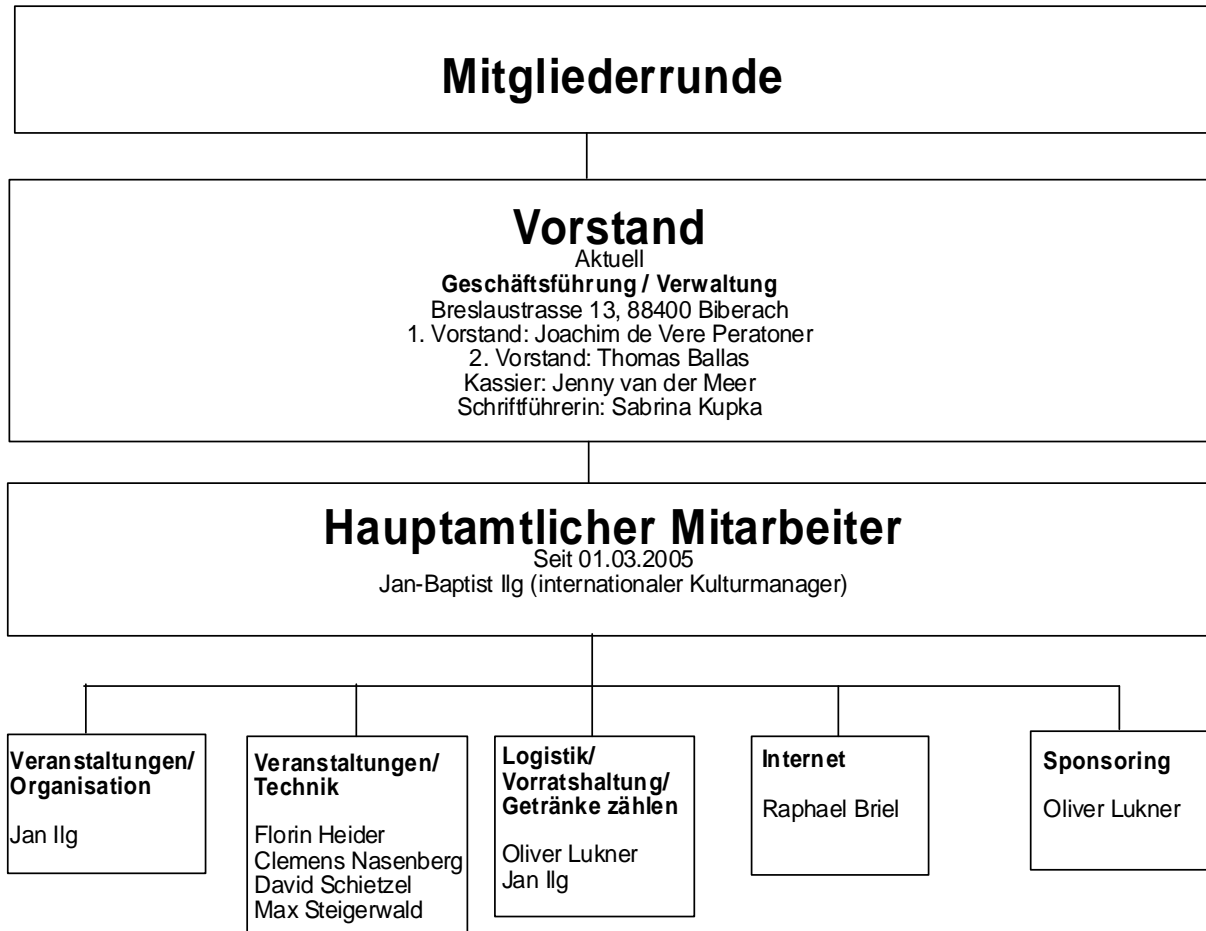 Mitgliederrunde
Vorstand
Aktuell
Geschäftsführung / Verwaltung
Breslaustrasse 13, 88400 Biberach
1. Vorstand: Joachim de Vere Peratoner
2. Vorstand: Thomas Ballas
Kassier: Jenny van der Meer
Schriftführerin: Sabrina Kupka
Hauptamtlicher Mitarbeiter
Seit 01.03.2005
Jan-Baptist Ilg (internationaler Kulturmanager)
Veranstaltungen/
Organisation
Jan Ilg
Veranstaltungen/
Technik
Florin Heider
Clemens Nasenberg
David Schietzel
Max Steigerwald
Logistik/
Vorratshaltung/
Getränke zählen
Oliver Lukner
Jan Ilg
Internet
Raphael Briel
Sponsoring
Oliver Lukner